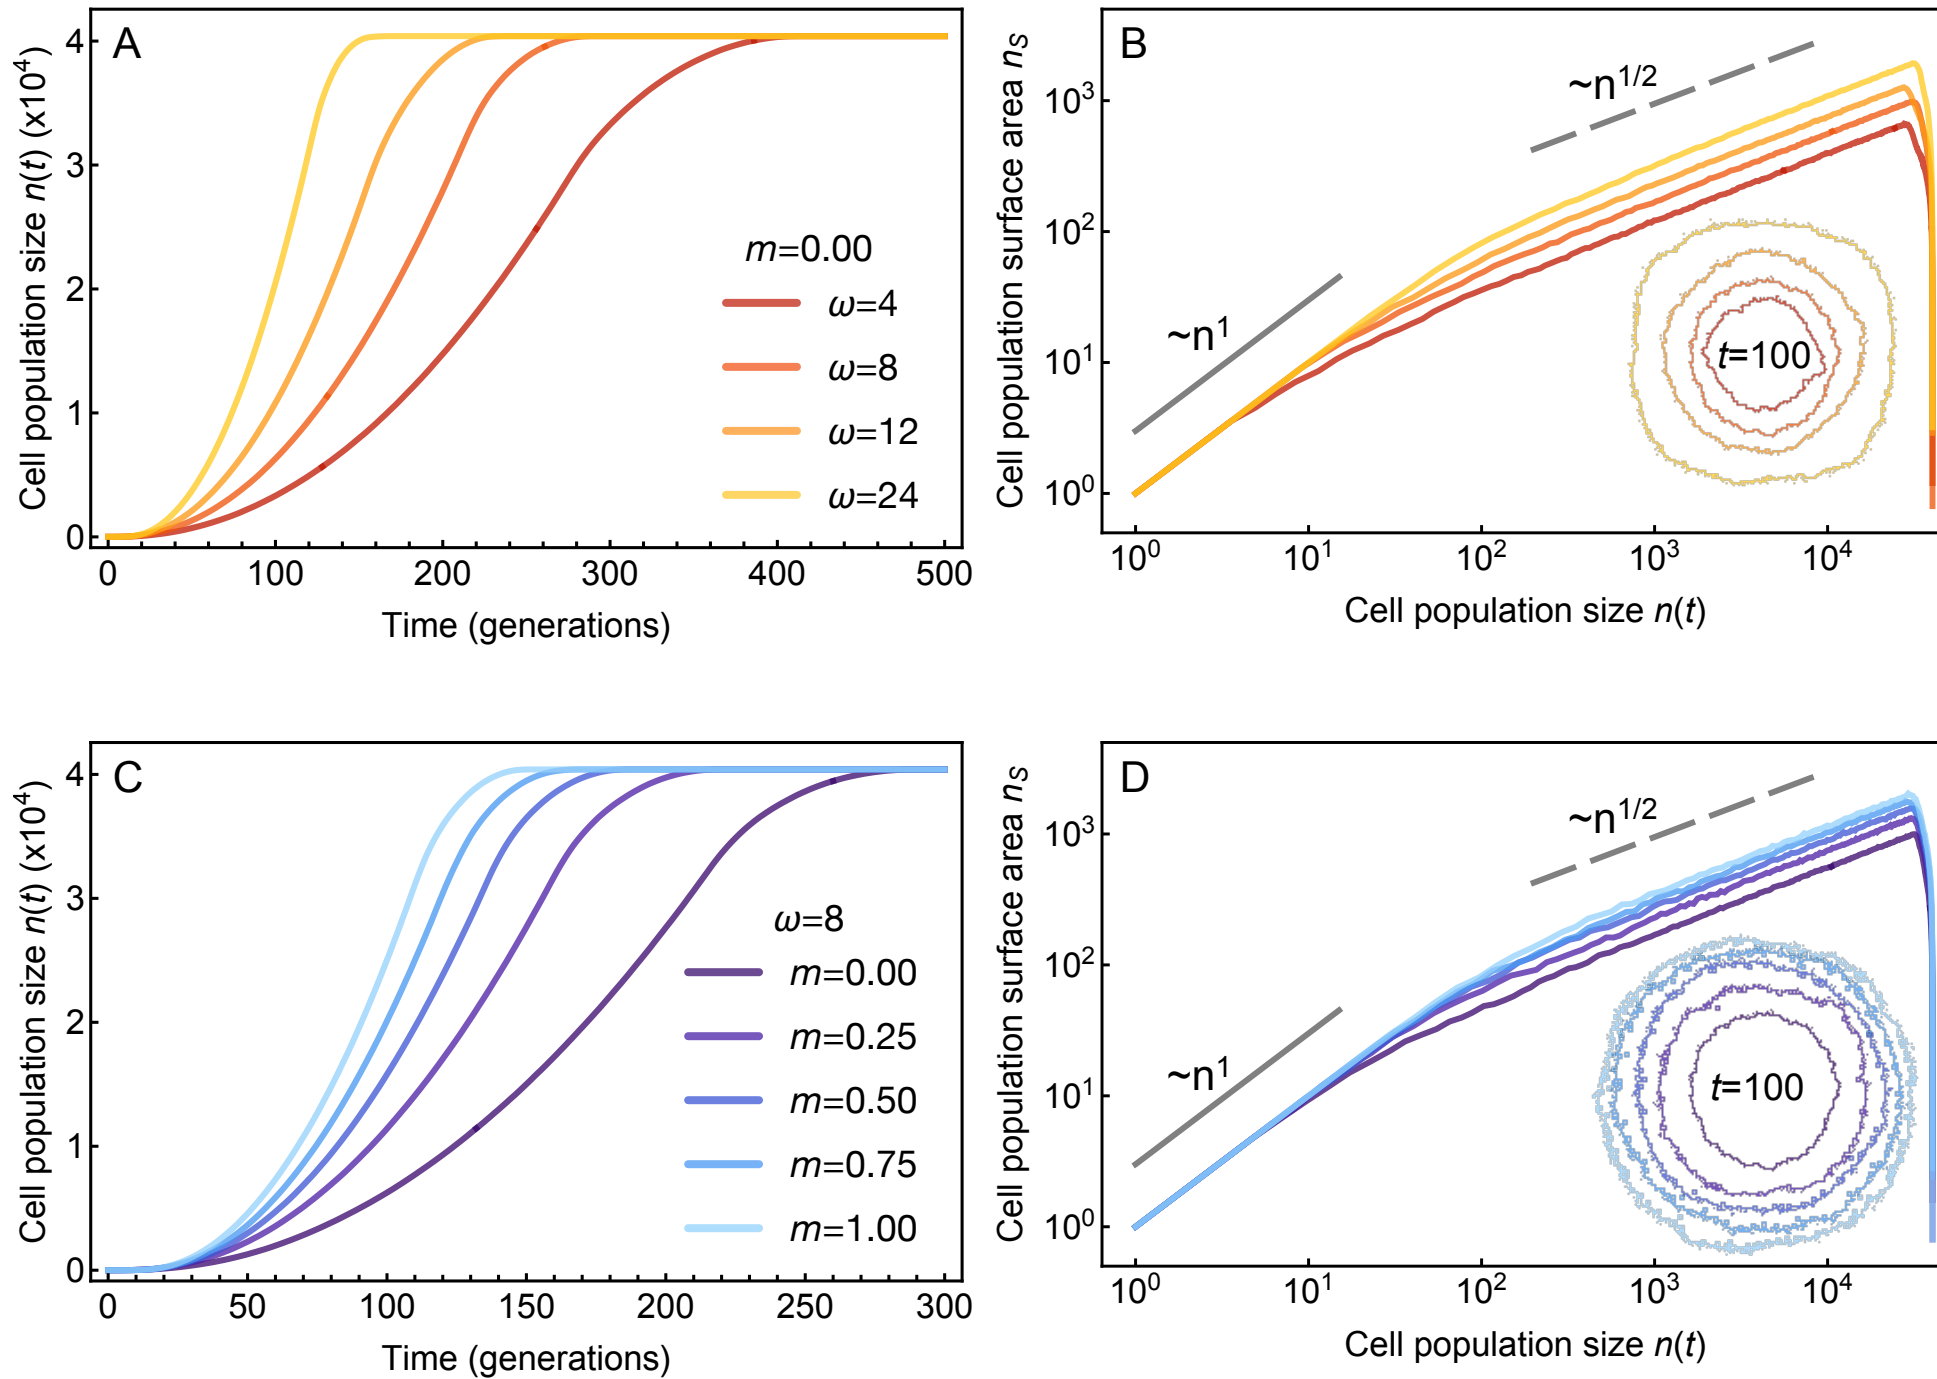 A
Cell population size n(t) (x10⁴)
4
3
2
1
0
m=0.00
ω=4
ω=8
ω=12
ω=24
0 100 200 300 400 500
Time (generations)
B
Cell population surface area nS
10³
10²
10¹
10⁰
~n¹
~n¹/²
t=100
10⁰ 10¹ 10² 10³ 10⁴
Cell population size n(t)
C
Cell population size n(t) (x10⁴)
4
3
2
1
0
ω=8
m=0.00
m=0.25
m=0.50
m=0.75
m=1.00
0 50 100 150 200 250 300
Time (generations)
D
Cell population surface area nS
10³
10²
10¹
10⁰
~n¹
~n¹/²
t=100
10⁰ 10¹ 10² 10³ 10⁴
Cell population size n(t)